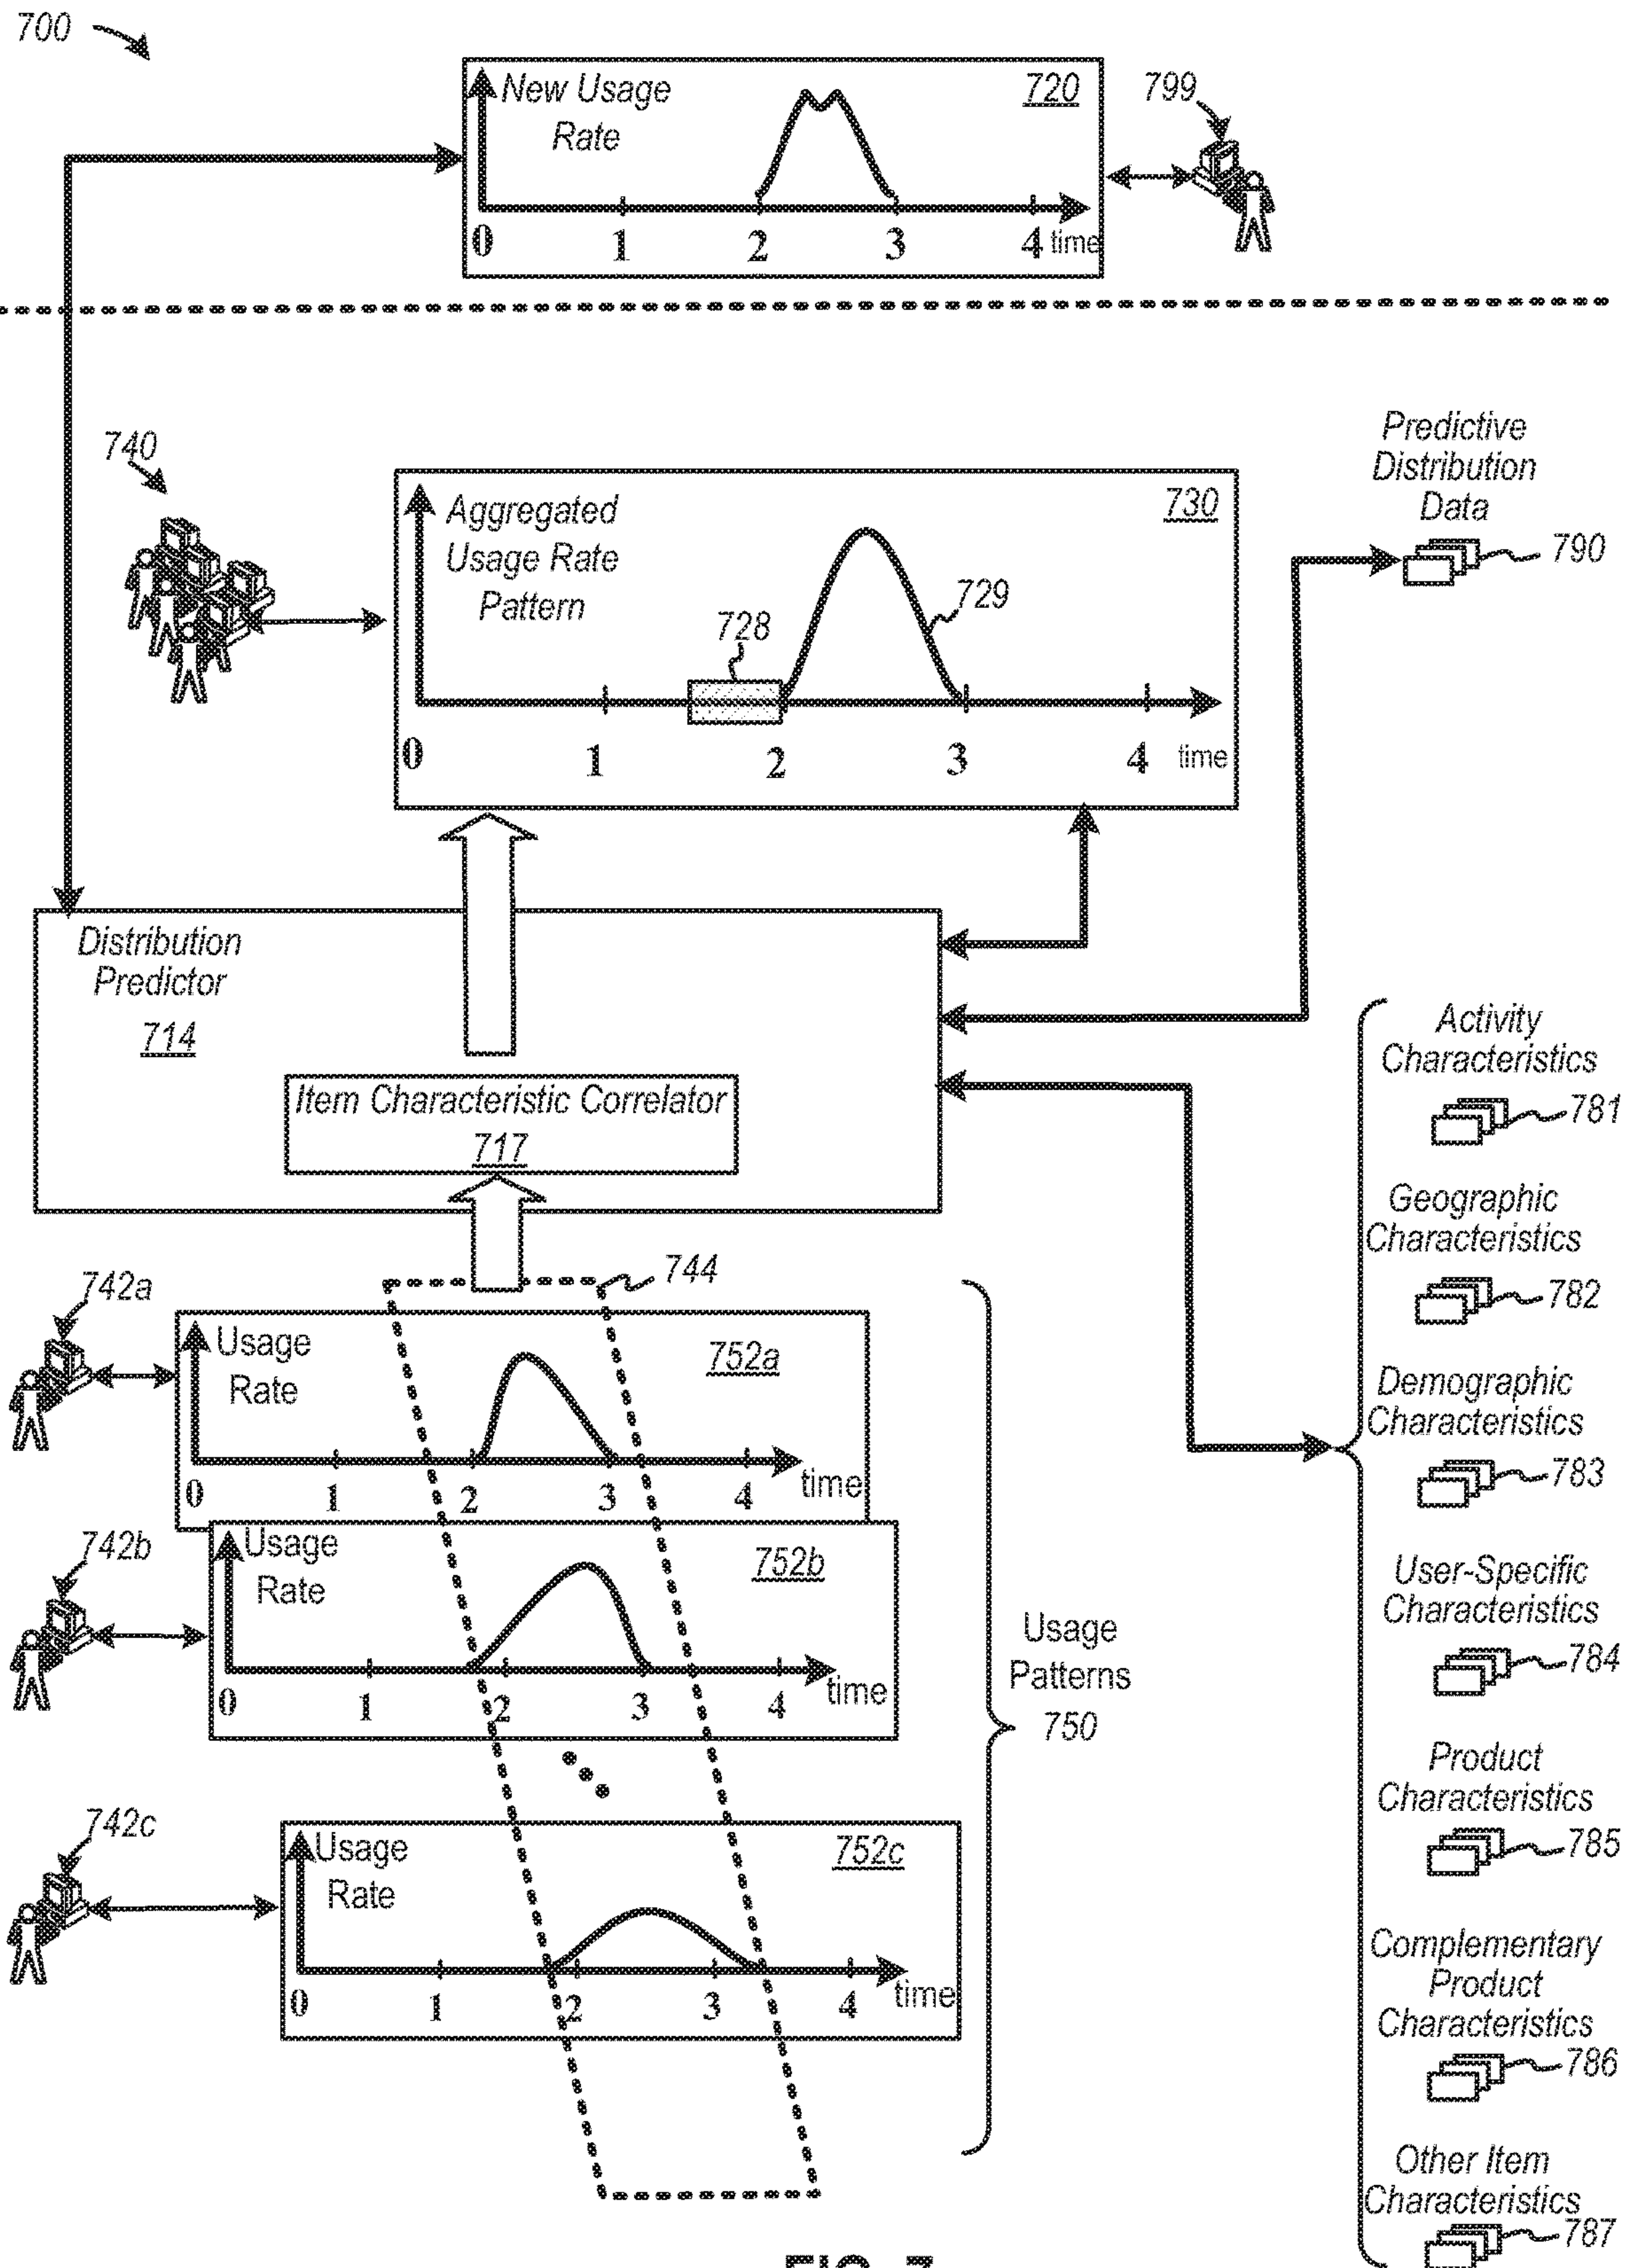 700
New Usage
Rate
720
799
0 1 2 3 4 time
740
Aggregated
Usage Rate
Pattern
730
728
729
0 1 2 3 4 time
Predictive
Distribution
Data
790
Distribution
Predictor
714
Item Characteristic Correlator
717
744
742a
Usage
Rate
752a
0 1 2 3 4 time
742b
Usage
Rate
752b
0 1 2 3 4 time
742c
Usage
Rate
752c
0 1 2 3 4 time
Usage
Patterns
750
Activity
Characteristics
781
Geographic
Characteristics
782
Demographic
Characteristics
783
User-Specific
Characteristics
784
Product
Characteristics
785
Complementary
Product
Characteristics
786
Other Item
Characteristics
787